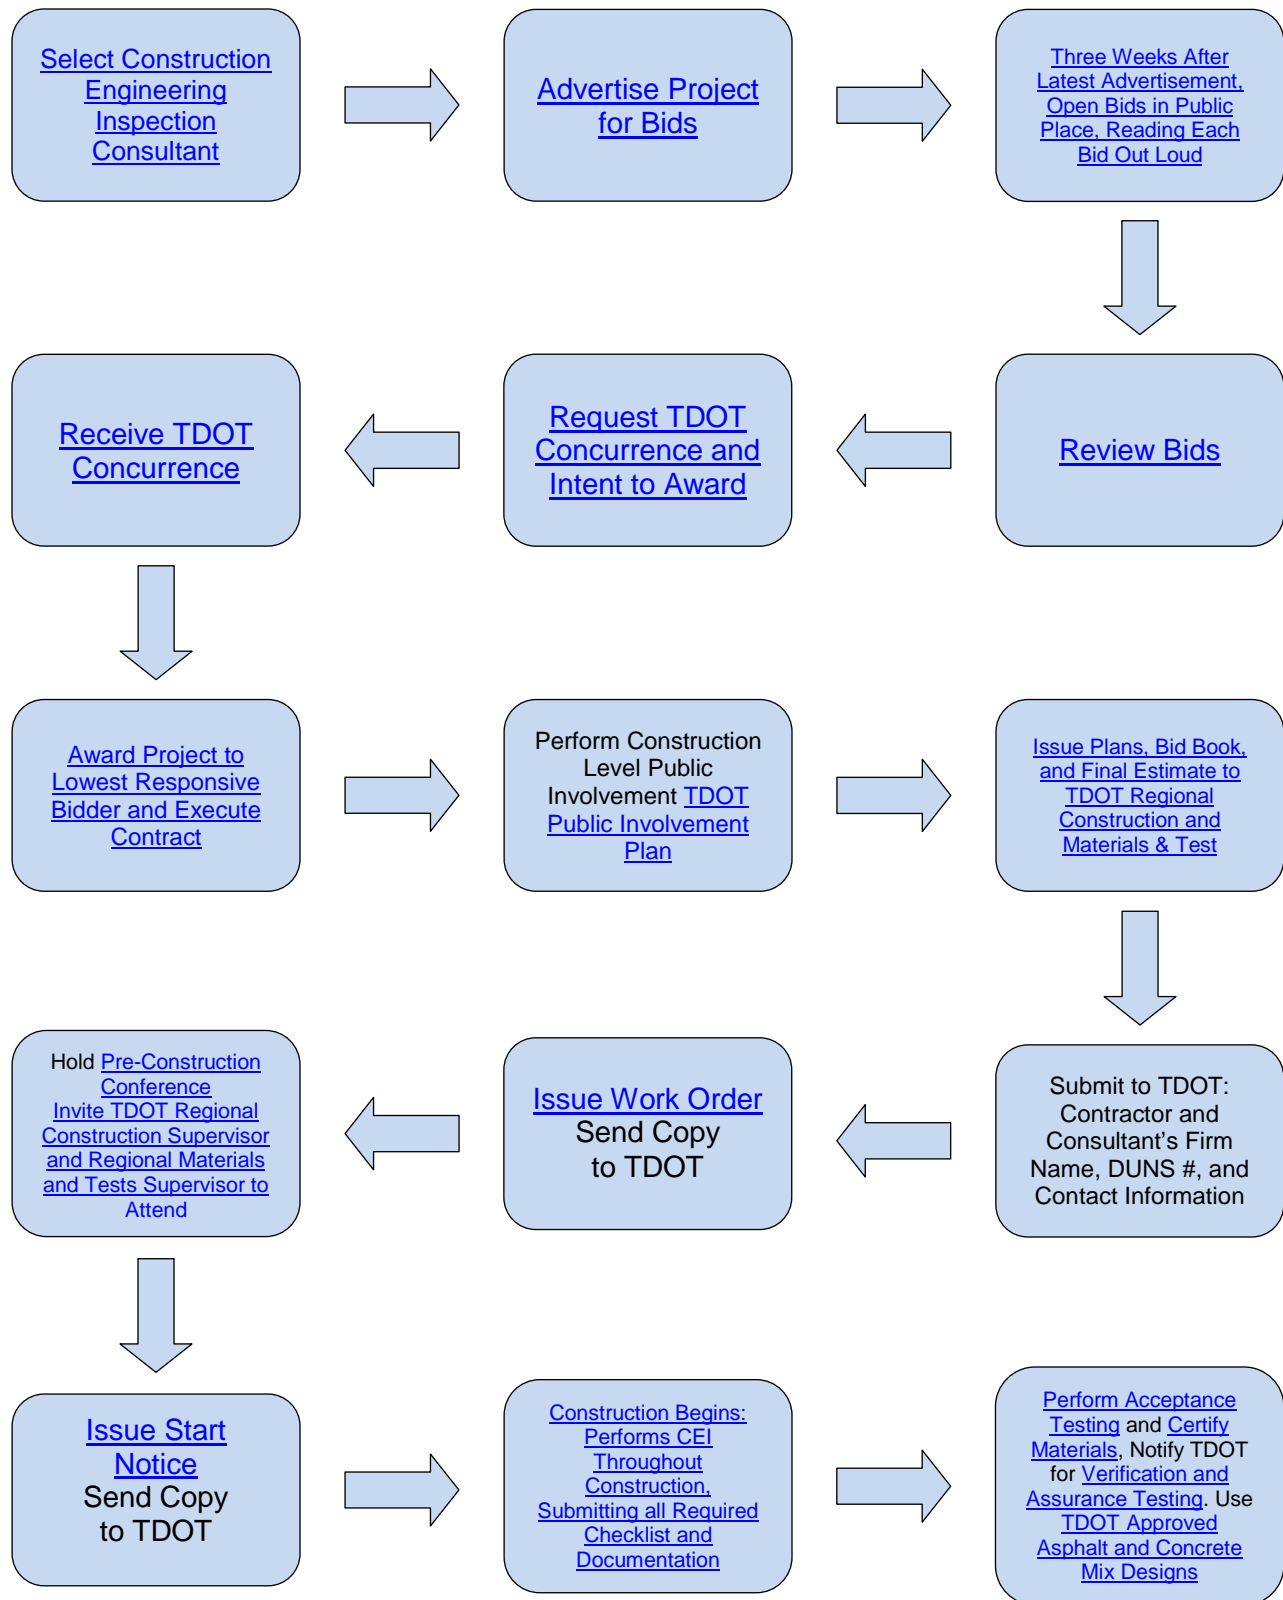 Select Construction
Engineering
Inspection
Consultant
Advertise Project
for Bids
Three Weeks After
Latest Advertisement,
Open Bids in Public
Place, Reading Each
Bid Out Loud
Review Bids
Request TDOT
Concurrence and
Intent to Award
Receive TDOT
Concurrence
Award Project to
Lowest Responsive
Bidder and Execute
Contract
Perform Construction
Level Public
Involvement TDOT
Public Involvement
Plan
Issue Plans, Bid Book,
and Final Estimate to
TDOT Regional
Construction and
Materials & Test
Submit to TDOT:
Contractor and
Consultant’s Firm
Name, DUNS #, and
Contact Information
Issue Work Order
Send Copy
to TDOT
Hold Pre-Construction
Conference
Invite TDOT Regional
Construction Supervisor
and Regional Materials
and Tests Supervisor to
Attend
Issue Start
Notice
Send Copy
to TDOT
Construction Begins:
Performs CEI
Throughout
Construction,
Submitting all Required
Checklist and
Documentation
Perform Acceptance
Testing and Certify
Materials, Notify TDOT
for Verification and
Assurance Testing. Use
TDOT Approved
Asphalt and Concrete
Mix Designs